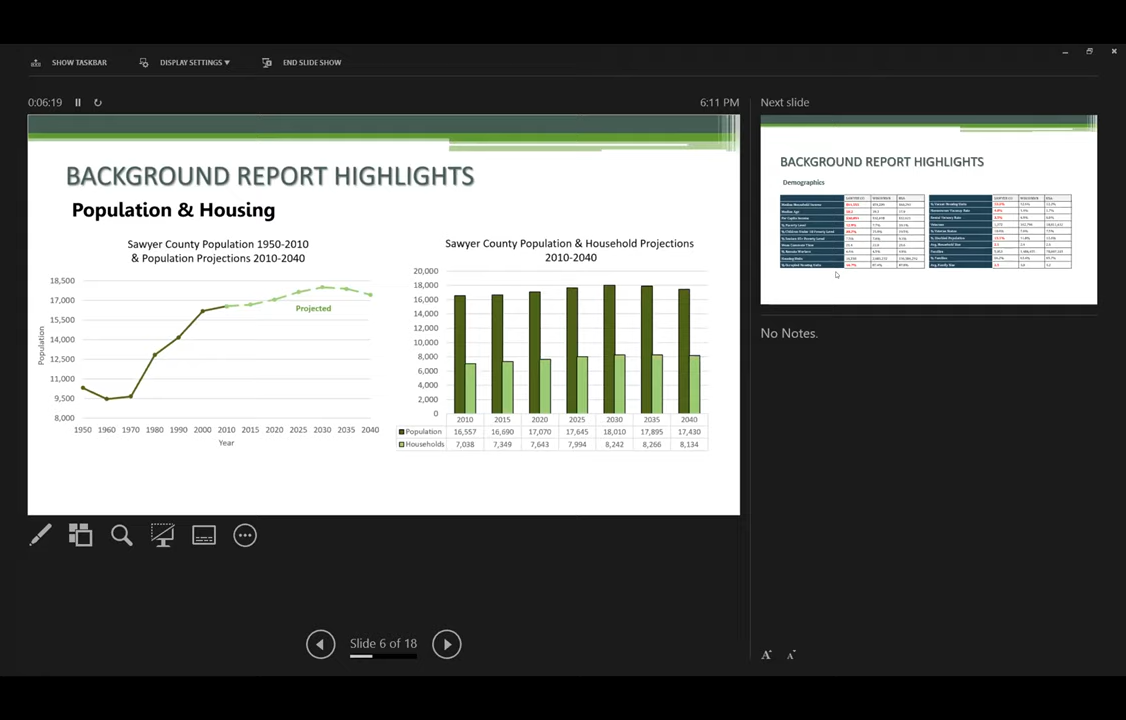 SHOW TASKBAR
DISPLAY SETTINGS ▼
END SLIDE SHOW
0:06:19
6:11 PM
Next slide
BACKGROUND REPORT HIGHLIGHTS
Population & Housing
Sawyer County Population 1950-2010
& Population Projections 2010-2040
18,500
17,000
15,500
14,000
12,500
11,000
9,500
8,000
Population
Projected
1950 1960 1970 1980 1990 2000 2010 2015 2020 2025 2030 2035 2040
Year
Sawyer County Population & Household Projections
2010-2040
20,000
18,000
16,000
14,000
12,000
10,000
8,000
6,000
4,000
2,000
0
2010 2015 2020 2025 2030 2035 2040
Population 16,557 16,690 17,070 17,645 18,010 17,895 17,430
Households 7,038 7,349 7,643 7,994 8,242 8,266 8,134
BACKGROUND REPORT HIGHLIGHTS
Demographics
No Notes.
Slide 6 of 18
A A